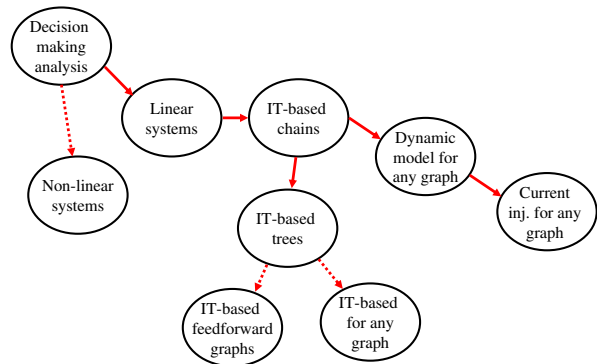 Decision
making
analysis
Linear
systems
IT-based
chains
Dynamic
model for
any graph
Non-linear
systems
Current
inj. for any
graph
IT-based
trees
IT-based
feedforward
graphs
IT-based
for any
graph